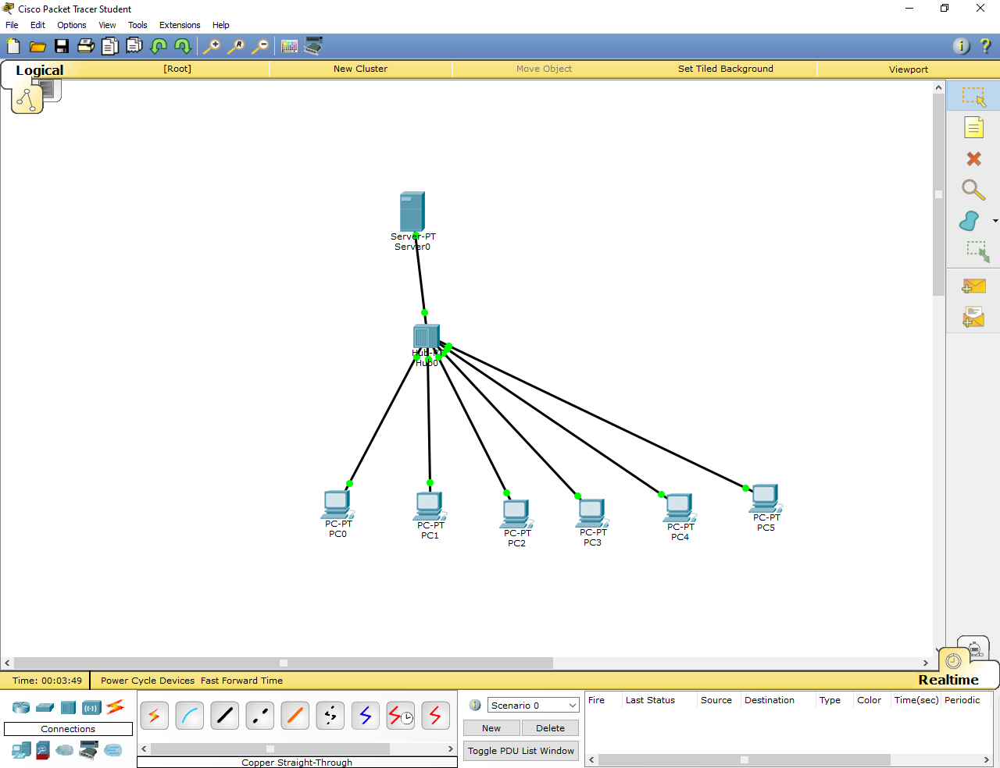 Cisco Packet Tracer Student
File Edit Options View Tools Extensions Help
Logical [Root] New Cluster Move Object Set Tiled Background Viewport
Server-PT
Server0
Hub-PT
Hub0
PC-PT
PC0
PC-PT
PC1
PC-PT
PC2
PC-PT
PC3
PC-PT
PC4
PC-PT
PC5
Time: 00:03:49 Power Cycle Devices Fast Forward Time Realtime
Connections
Copper Straight-Through
Scenario 0
New Delete
Toggle PDU List Window
Fire Last Status Source Destination Type Color Time(sec) Periodic